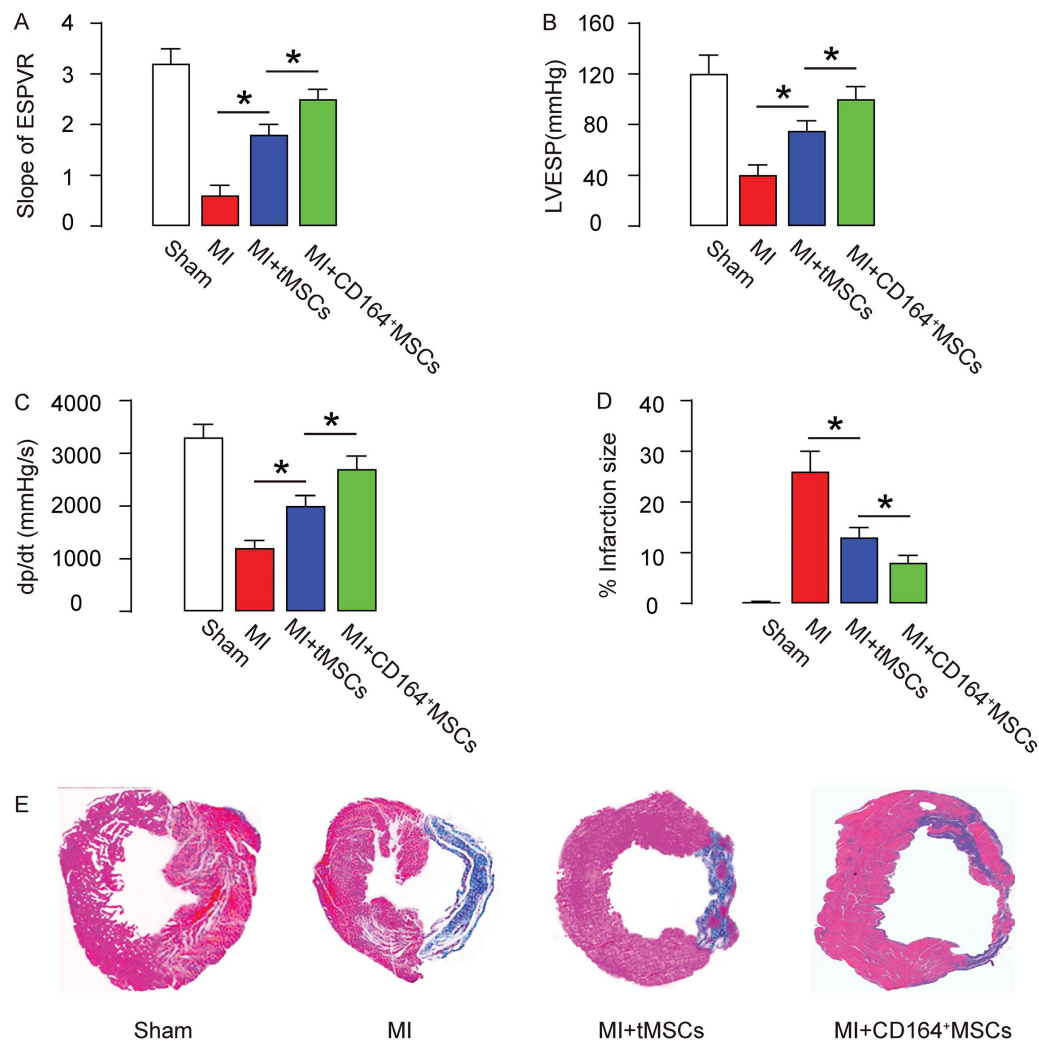 A
Slope of ESPVR
4
3
2
1
0
*
*
Sham
MI
MI+tMSCs
MI+CD164⁺MSCs
B
LVESP(mmHg)
160
120
80
40
0
*
*
Sham
MI
MI+tMSCs
MI+CD164⁺MSCs
C
dp/dt (mmHg/s)
4000
3000
2000
1000
0
*
*
Sham
MI
MI+tMSCs
MI+CD164⁺MSCs
D
% Infarction size
40
30
20
10
0
*
*
Sham
MI
MI+tMSCs
MI+CD164⁺MSCs
E
Sham
MI
MI+tMSCs
MI+CD164⁺MSCs